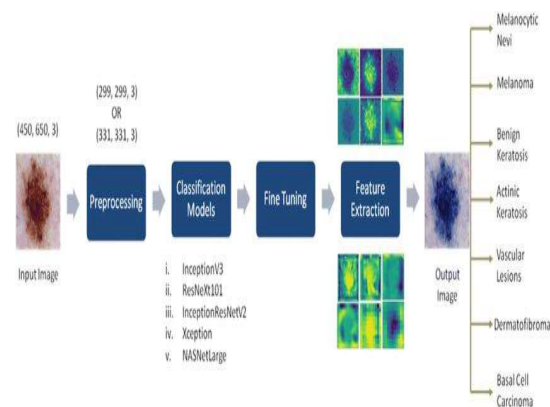 (450, 650, 3)
Input Image
(299, 299, 3)
OR
(331, 331, 3)
Preprocessing
Classification
Models
i. InceptionV3
ii. ResNeXt101
iii. InceptionResNetV2
iv. Xception
v. NASNetLarge
Fine Tuning
Feature
Extraction
Output
Image
Melanocytic
Nevi
Melanoma
Benign
Keratosis
Actinic
Keratosis
Vascular
Lesions
Dermatofibroma
Basal Cell
Carcinoma